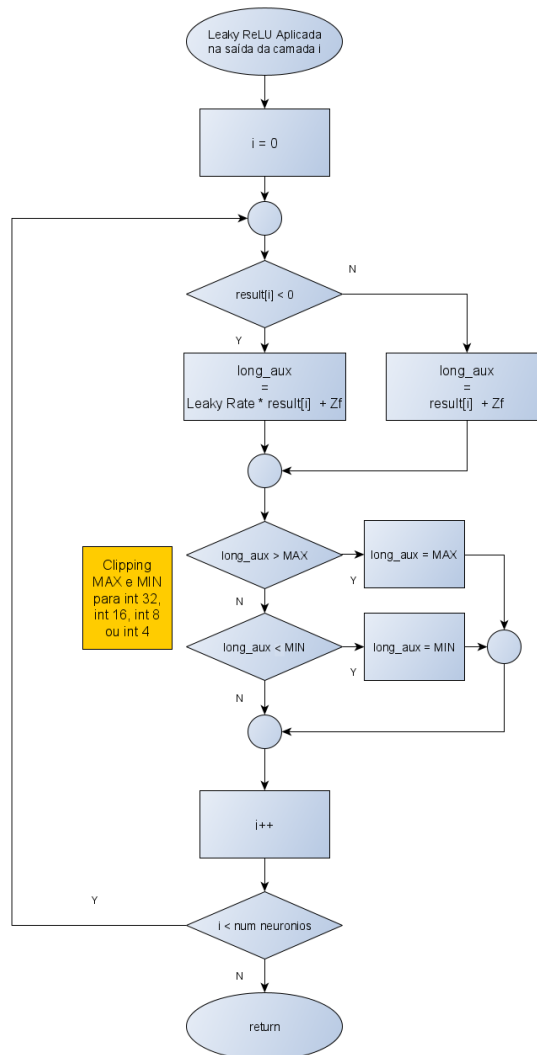 Leaky ReLU Aplicada
na saída da camada i
i = 0
result[i] < 0
N
Y
long_aux
=
Leaky Rate * result[i] + Zf
long_aux
=
result[i] + Zf
Clipping
MAX e MIN
para int 32,
int 16, int 8
ou int 4
long_aux > MAX
Y
long_aux = MAX
N
long_aux < MIN
Y
long_aux = MIN
N
i++
i < num neuronios
Y
N
return